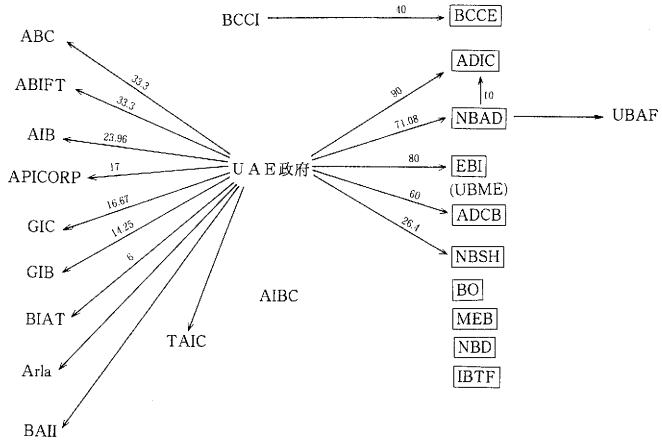 BCCI
40
BCCE
ABC
ADIC
33.3
90
10
ABIFT
33.3
71.08
NBAD
UBAF
AIB
23.96
UAE政府
80
EBI
(UBME)
APICORP
17
60
ADCB
GIC
16.67
26.4
NBSH
GIB
14.25
AIBC
BO
BIAT
6
MEB
TAIC
NBD
Arla
IBTF
BAII